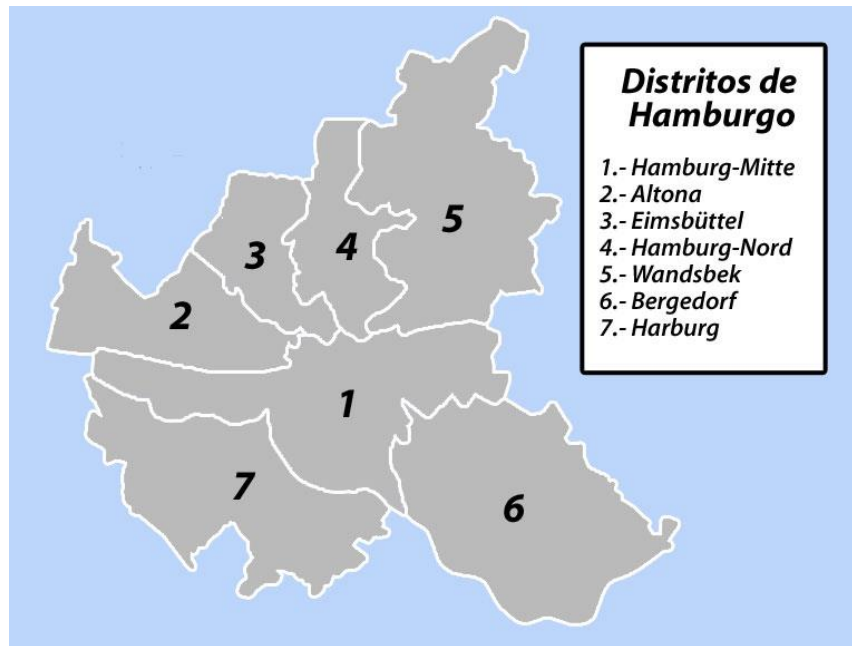 Distritos de
Hamburgo
1.- Hamburg-Mitte
2.- Altona
3.- Eimsbüttel
4.- Hamburg-Nord
5.- Wandsbek
6.- Bergedorf
7.- Harburg
5
4
3
2
1
7
6